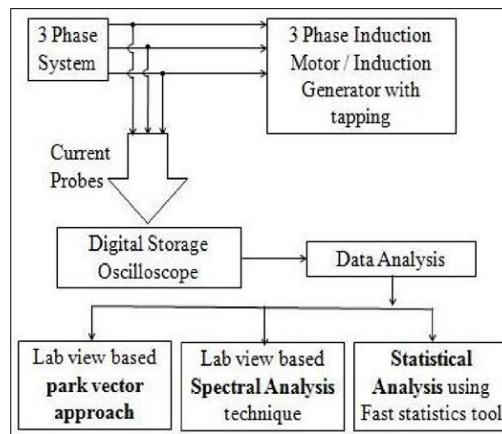 3 Phase
System
3 Phase Induction
Motor / Induction
Generator with
tapping
Current
Probes
Digital Storage
Oscilloscope
Data Analysis
Lab view based
park vector
approach
Lab view based
Spectral Analysis
technique
Statistical
Analysis using
Fast statistics tool